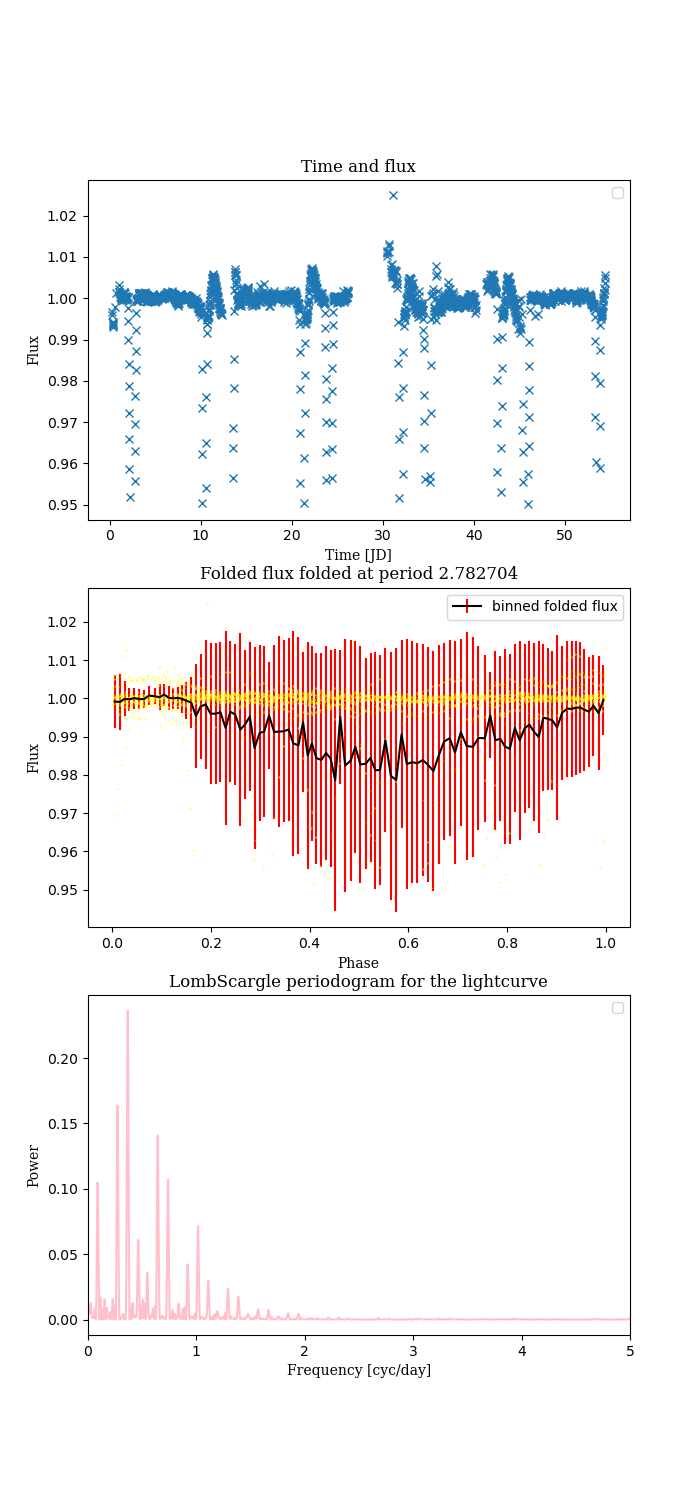 Time and flux
1.02
1.01
1.00
0.99
0.98
0.97
0.96
0.95
Flux
0 10 20 30 40 50
Time [JD]
Folded flux folded at period 2.782704
binned folded flux
1.02
1.01
1.00
0.99
0.98
0.97
0.96
0.95
Flux
0.0 0.2 0.4 0.6 0.8 1.0
Phase
LombScargle periodogram for the lightcurve
0.20
0.15
0.10
0.05
0.00
Power
0 1 2 3 4 5
Frequency [cyc/day]